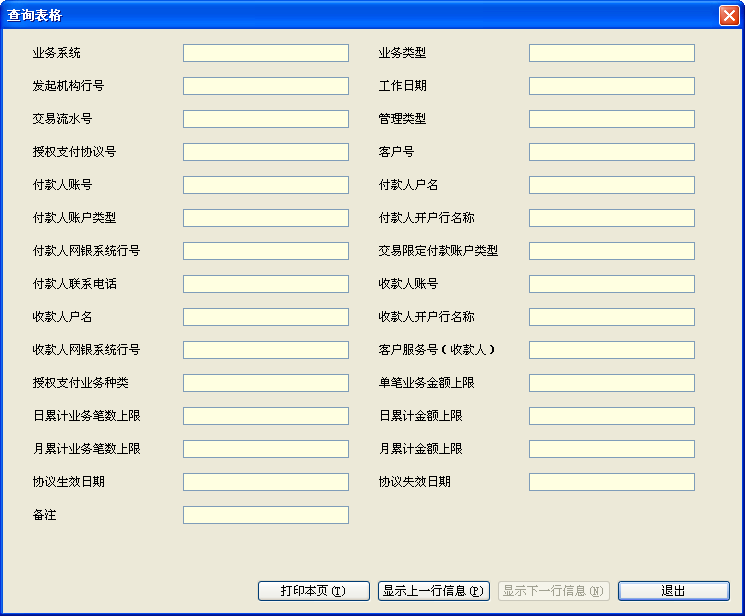 查询表格
业务系统 业务类型
发起机构行号 工作日期
交易流水号 管理类型
授权支付协议号 客户号
付款人账号 付款人户名
付款人账户类型 付款人开户行名称
付款人网银系统行号 交易限定付款账户类型
付款人联系电话 收款人账号
收款人户名 收款人开户行名称
收款人网银系统行号 客户服务号(收款人)
授权支付业务种类 单笔业务金额上限
日累计业务笔数上限 日累计金额上限
月累计业务笔数上限 月累计金额上限
协议生效日期 协议失效日期
备注
打印本页(T) 显示上一行信息(P) 显示下一行信息(N) 退出